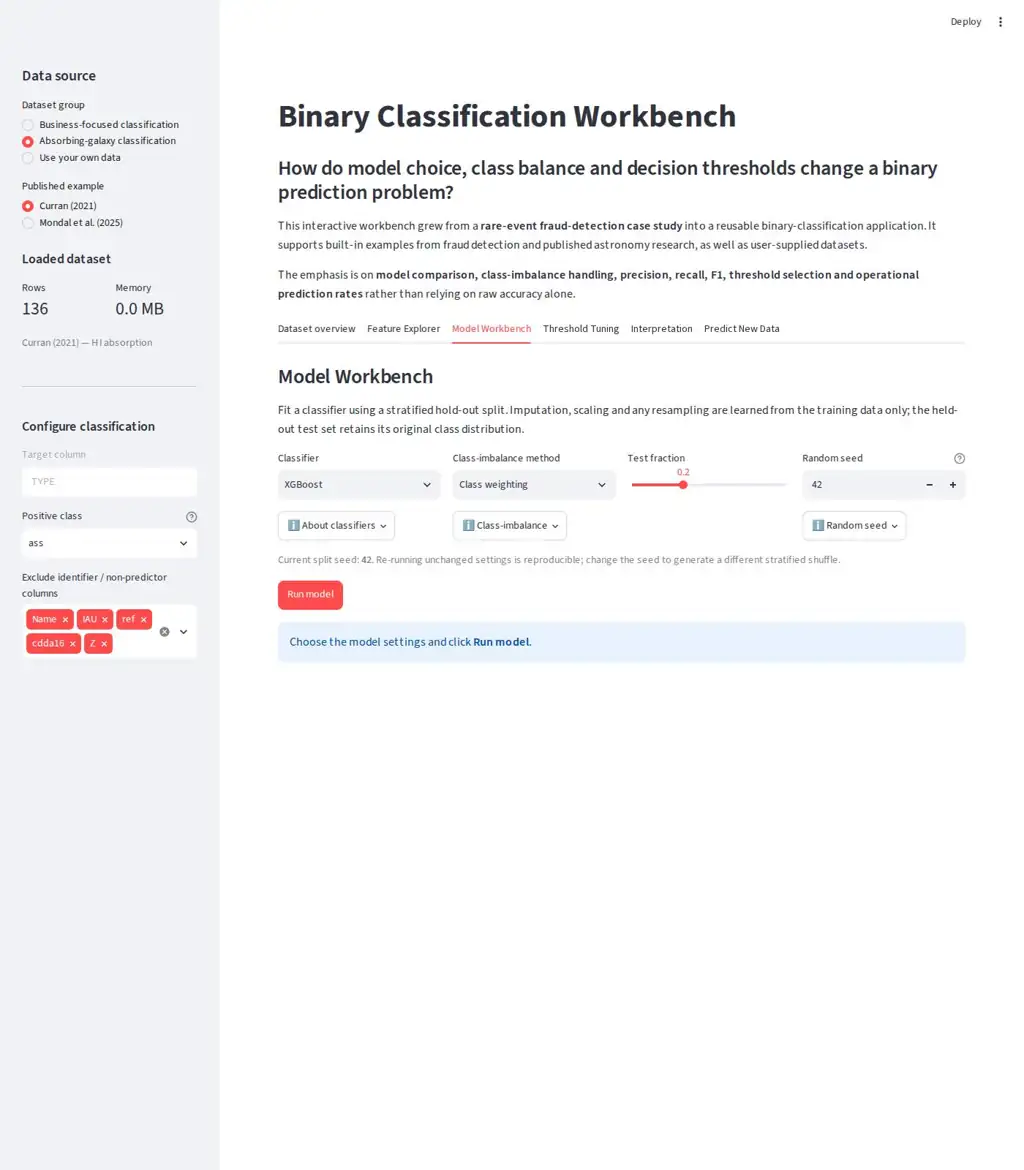 Deploy
Data source
Dataset group
Business-focused classification
Absorbing-galaxy classification
Use your own data
Published example
Curran (2021)
Mondal et al. (2025)
Loaded dataset
Rows
Memory
136
0.0 MB
Curran (2021) — H I absorption
Configure classification
Target column
TYPE
Positive class
ass
Exclude identifier / non-predictor
columns
Name × IAU × ref ×
cdda16 × Z ×
Binary Classification Workbench
How do model choice, class balance and decision thresholds change a binary
prediction problem?
This interactive workbench grew from a rare-event fraud-detection case study into a reusable binary-classification application. It
supports built-in examples from fraud detection and published astronomy research, as well as user-supplied datasets.
The emphasis is on model comparison, class-imbalance handling, precision, recall, F1, threshold selection and operational
prediction rates rather than relying on raw accuracy alone.
Dataset overview Feature Explorer Model Workbench Threshold Tuning Interpretation Predict New Data
Model Workbench
Fit a classifier using a stratified hold-out split. Imputation, scaling and any resampling are learned from the training data only; the held-
out test set retains its original class distribution.
Classifier
Class-imbalance method
Test fraction
Random seed
XGBoost
Class weighting
0.2
42
ℹ️ About classifiers
ℹ️ Class-imbalance
ℹ️ Random seed
Current split seed: 42. Re-running unchanged settings is reproducible; change the seed to generate a different stratified shuffle.
Run model
Choose the model settings and click Run model.